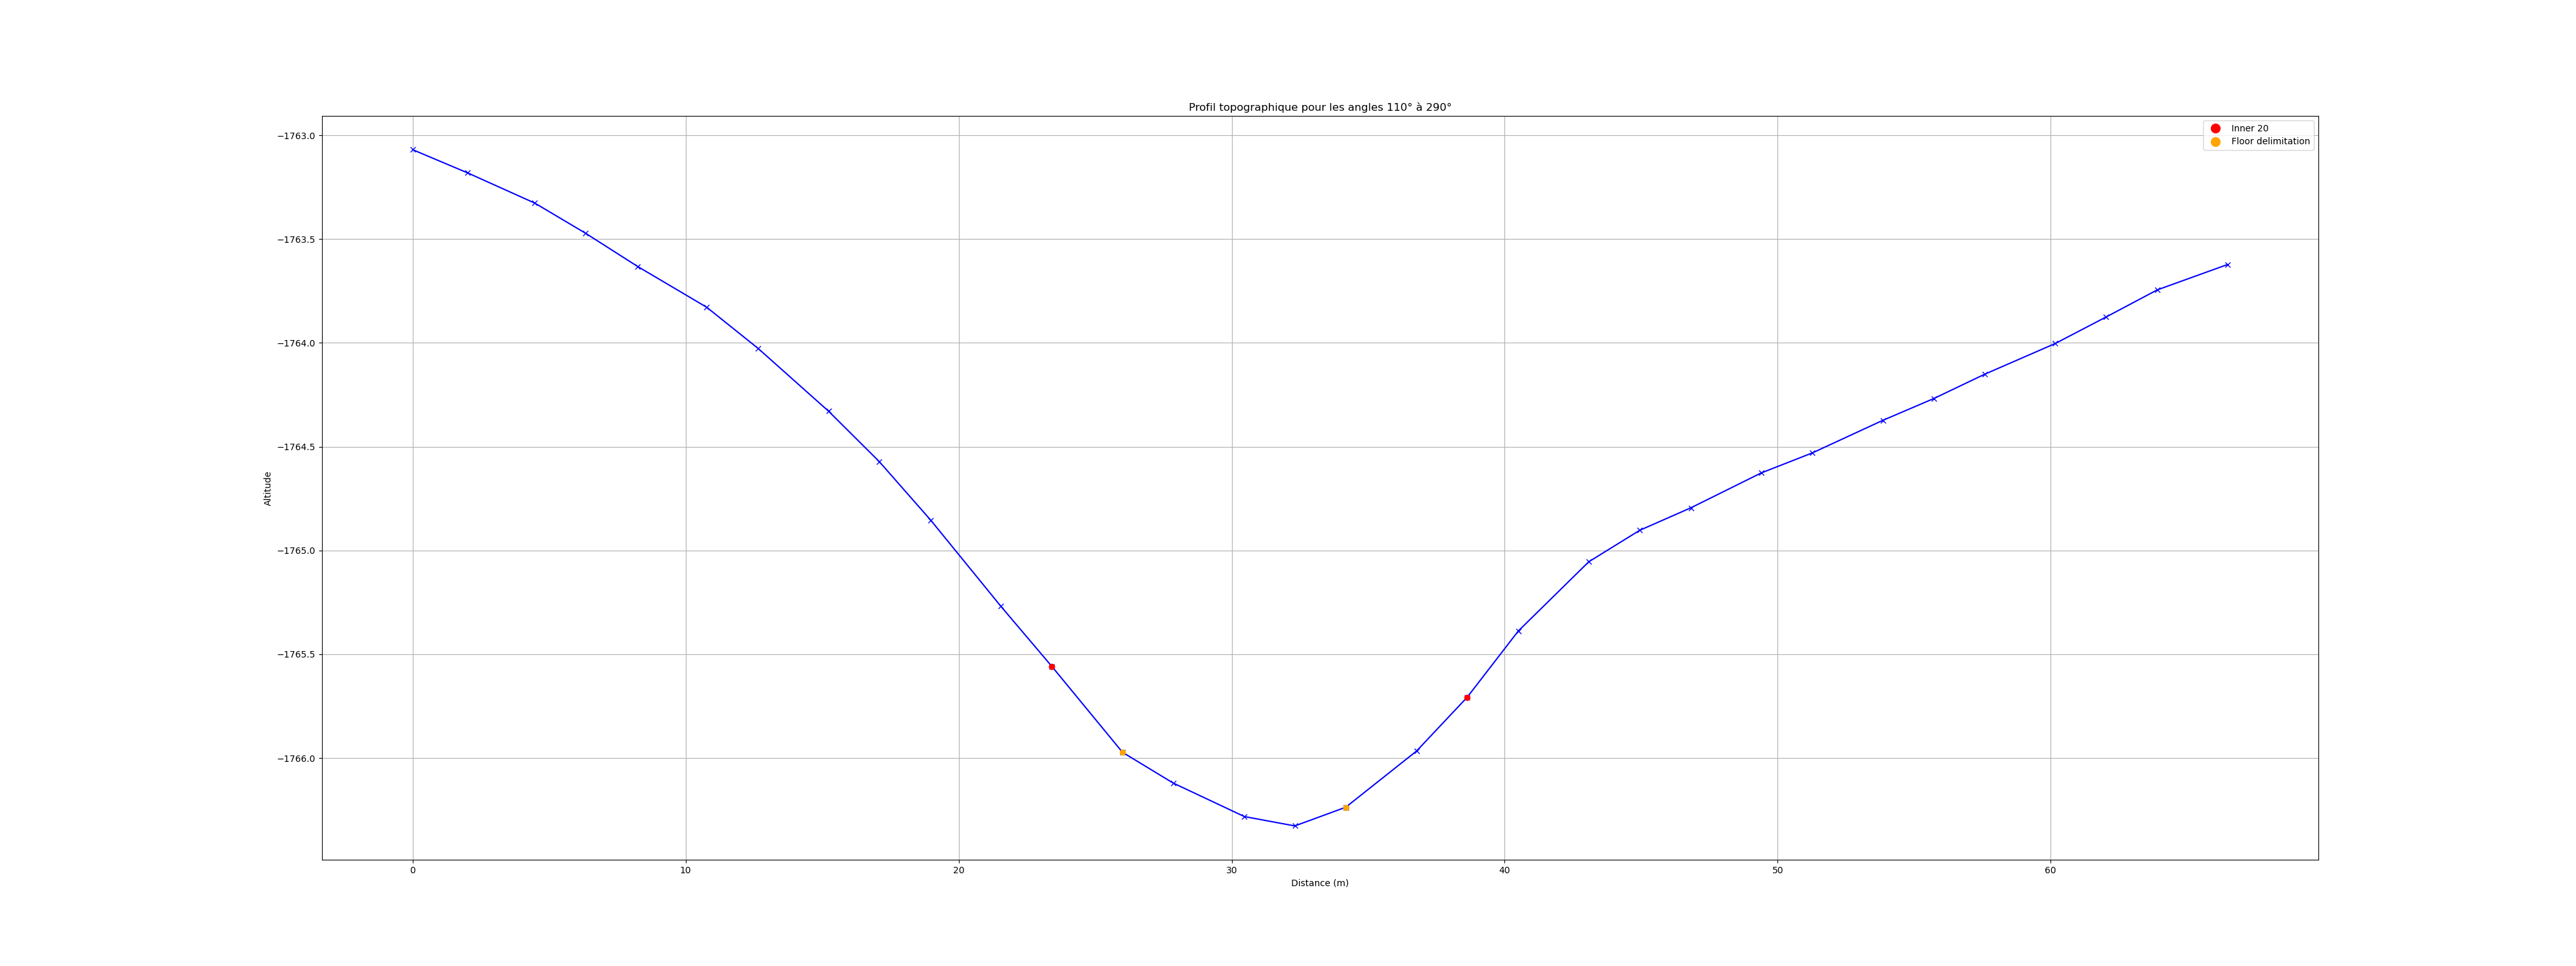 Profil topographique pour les angles 110° à 290°
Inner 20
Floor delimitation
−1763.0
−1763.5
−1764.0
−1764.5
−1765.0
−1765.5
−1766.0
Altitude
0 10 20 30 40 50 60
Distance (m)